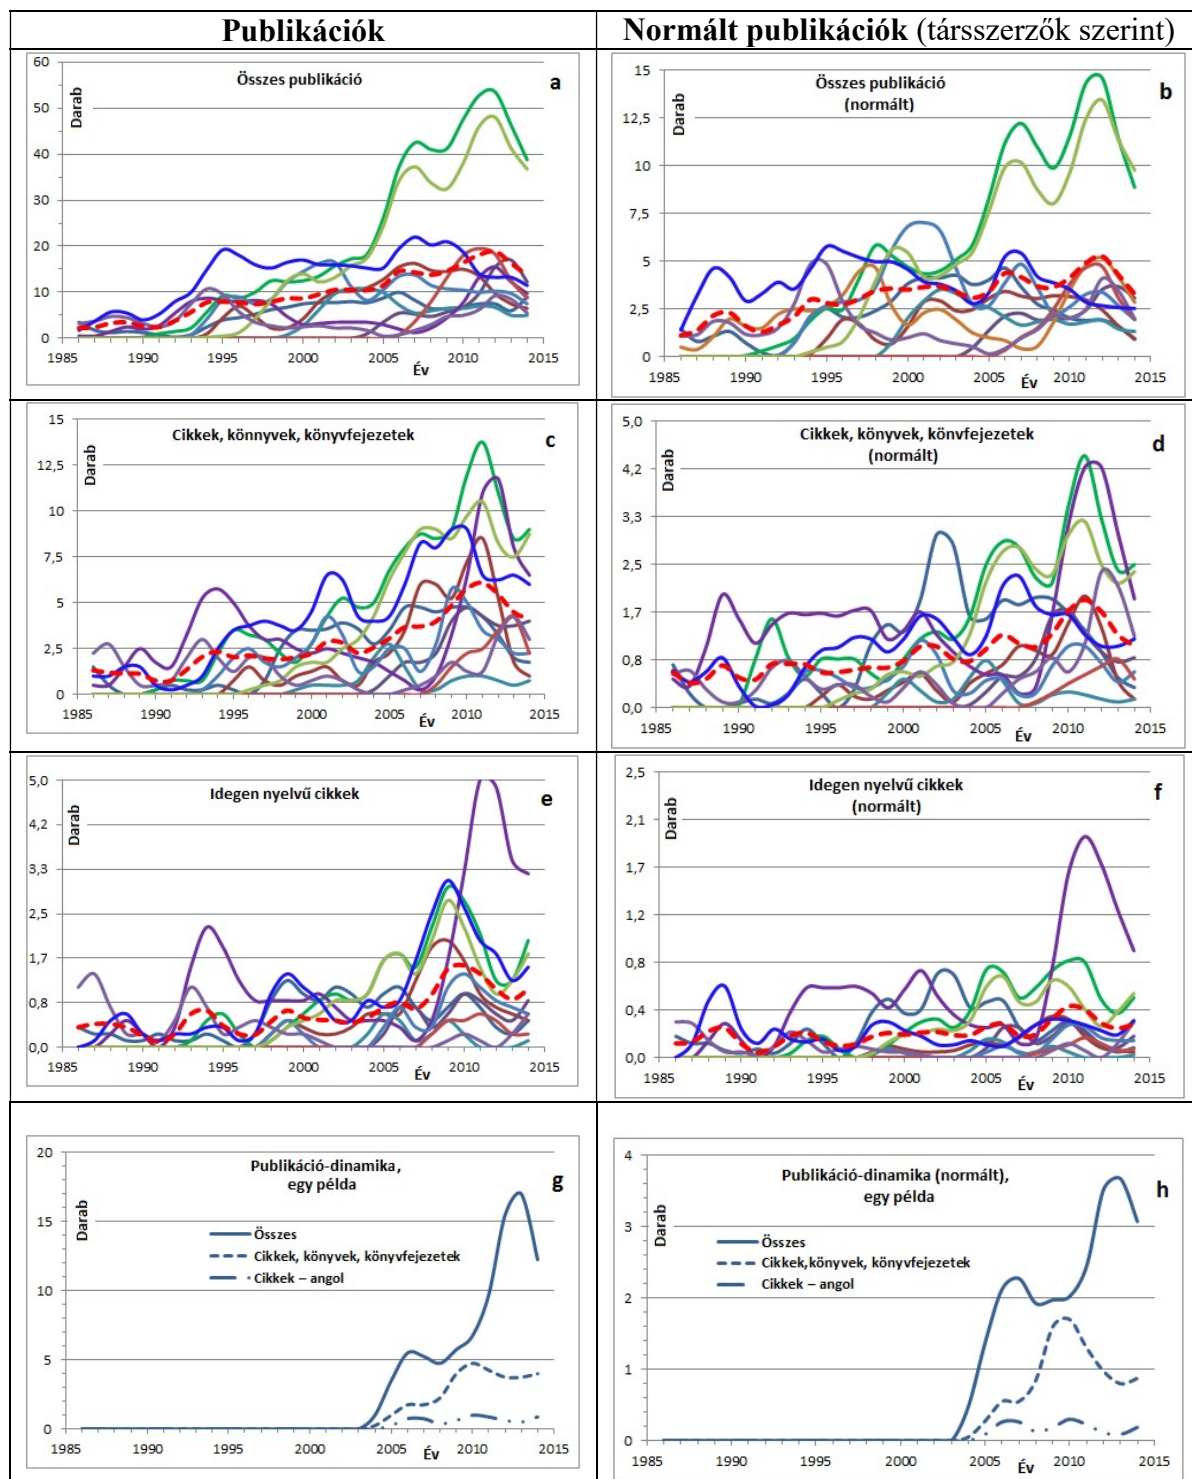 Publikációk
Normált publikációk (társszerzők szerint)
Összes publikáció
a
Darab
60
50
40
30
20
10
0
1985 1990 1995 2000 2005 2010 2015
Év
Összes publikáció
(normált)
b
Darab
15
12,5
10
7,5
5
2,5
0
1985 1990 1995 2000 2005 2010 2015
Év
Cikkek, könnyvek, könyvfejezetek
c
Darab
15
12,5
10
7,5
5
2,5
0
1985 1990 1995 2000 2005 2010 2015
Év
Cikkek, könyvek, könvfejezetek
(normált)
d
Darab
5,0
4,2
3,3
2,5
1,7
0,8
0,0
1985 1990 1995 2000 2005 2010 2015
Év
Idegen nyelvű cikkek
e
Darab
5,0
4,2
3,3
2,5
1,7
0,8
0,0
1985 1990 1995 2000 2005 2010 2015
Év
Idegen nyelvű cikkek
(normált)
f
Darab
2,5
2,1
1,7
1,2
0,8
0,4
0,0
1985 1990 1995 2000 2005 2010 2015
Év
Publikáció-dinamika,
egy példa
g
Darab
Összes
Cikkek, könyvek, könyvfejezetek
Cikkek – angol
20
15
10
5
0
1985 1990 1995 2000 2005 2010 2015
Év
Publikáció-dinamika (normált),
egy példa
h
Darab
Összes
Cikkek,könyvek, könyvfejezetek
Cikkek – angol
4
3
2
1
0
1985 1990 1995 2000 2005 2010 2015
Év